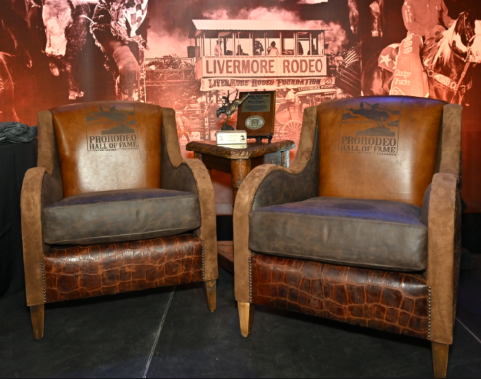 LIVERMORE RODEO
LIVERMORE RODEO FOUNDATION
PRORODEO
HALL OF FAME
PRORODEO
HALL OF FAME